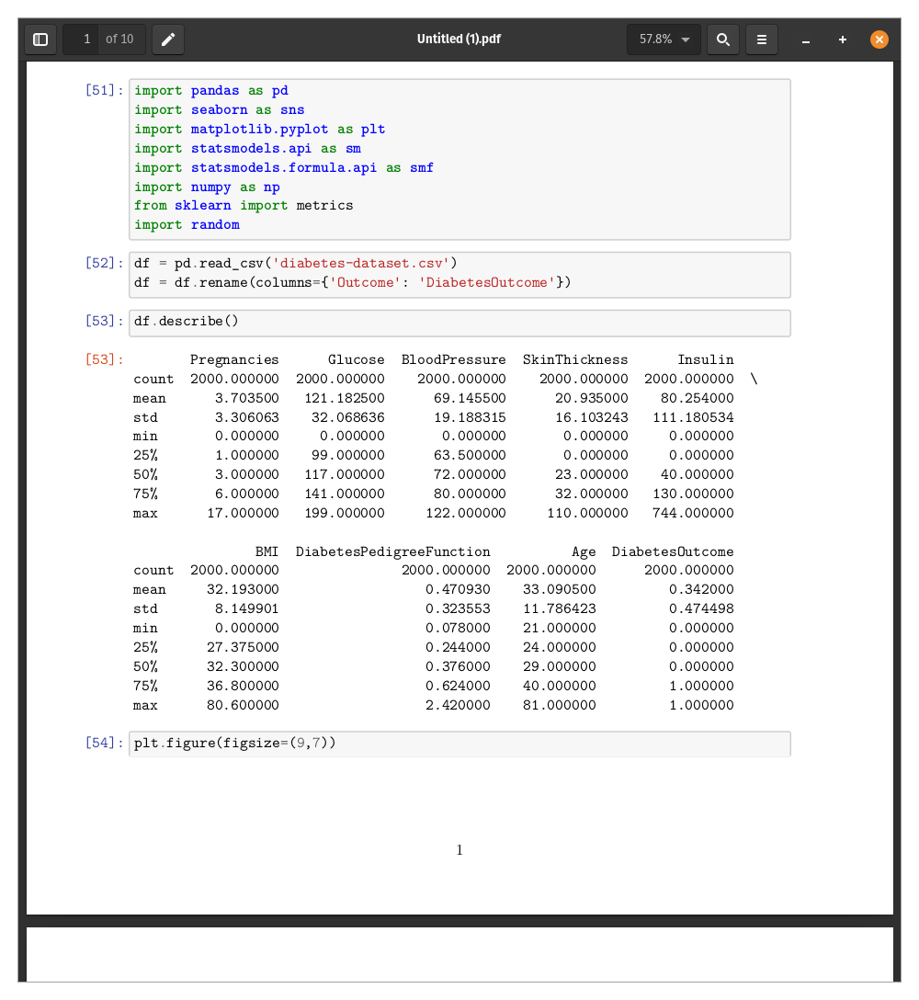 1 of 10 Untitled (1).pdf 57.8%
[51]: import pandas as pd
import seaborn as sns
import matplotlib.pyplot as plt
import statsmodels.api as sm
import statsmodels.formula.api as smf
import numpy as np
from sklearn import metrics
import random
[52]: df = pd.read_csv('diabetes-dataset.csv')
df = df.rename(columns={'Outcome': 'DiabetesOutcome'})
[53]: df.describe()
[53]: Pregnancies Glucose BloodPressure SkinThickness Insulin
count 2000.000000 2000.000000 2000.000000 2000.000000 2000.000000 \
mean 3.703500 121.182500 69.145500 20.935000 80.254000
std 3.306063 32.068636 19.188315 16.103243 111.180534
min 0.000000 0.000000 0.000000 0.000000 0.000000
25% 1.000000 99.000000 63.500000 0.000000 0.000000
50% 3.000000 117.000000 72.000000 23.000000 40.000000
75% 6.000000 141.000000 80.000000 32.000000 130.000000
max 17.000000 199.000000 122.000000 110.000000 744.000000
BMI DiabetesPedigreeFunction Age DiabetesOutcome
count 2000.000000 2000.000000 2000.000000 2000.000000
mean 32.193000 0.470930 33.090500 0.342000
std 8.149901 0.323553 11.786423 0.474498
min 0.000000 0.078000 21.000000 0.000000
25% 27.375000 0.244000 24.000000 0.000000
50% 32.300000 0.376000 29.000000 0.000000
75% 36.800000 0.624000 40.000000 1.000000
max 80.600000 2.420000 81.000000 1.000000
[54]: plt.figure(figsize=(9,7))
1